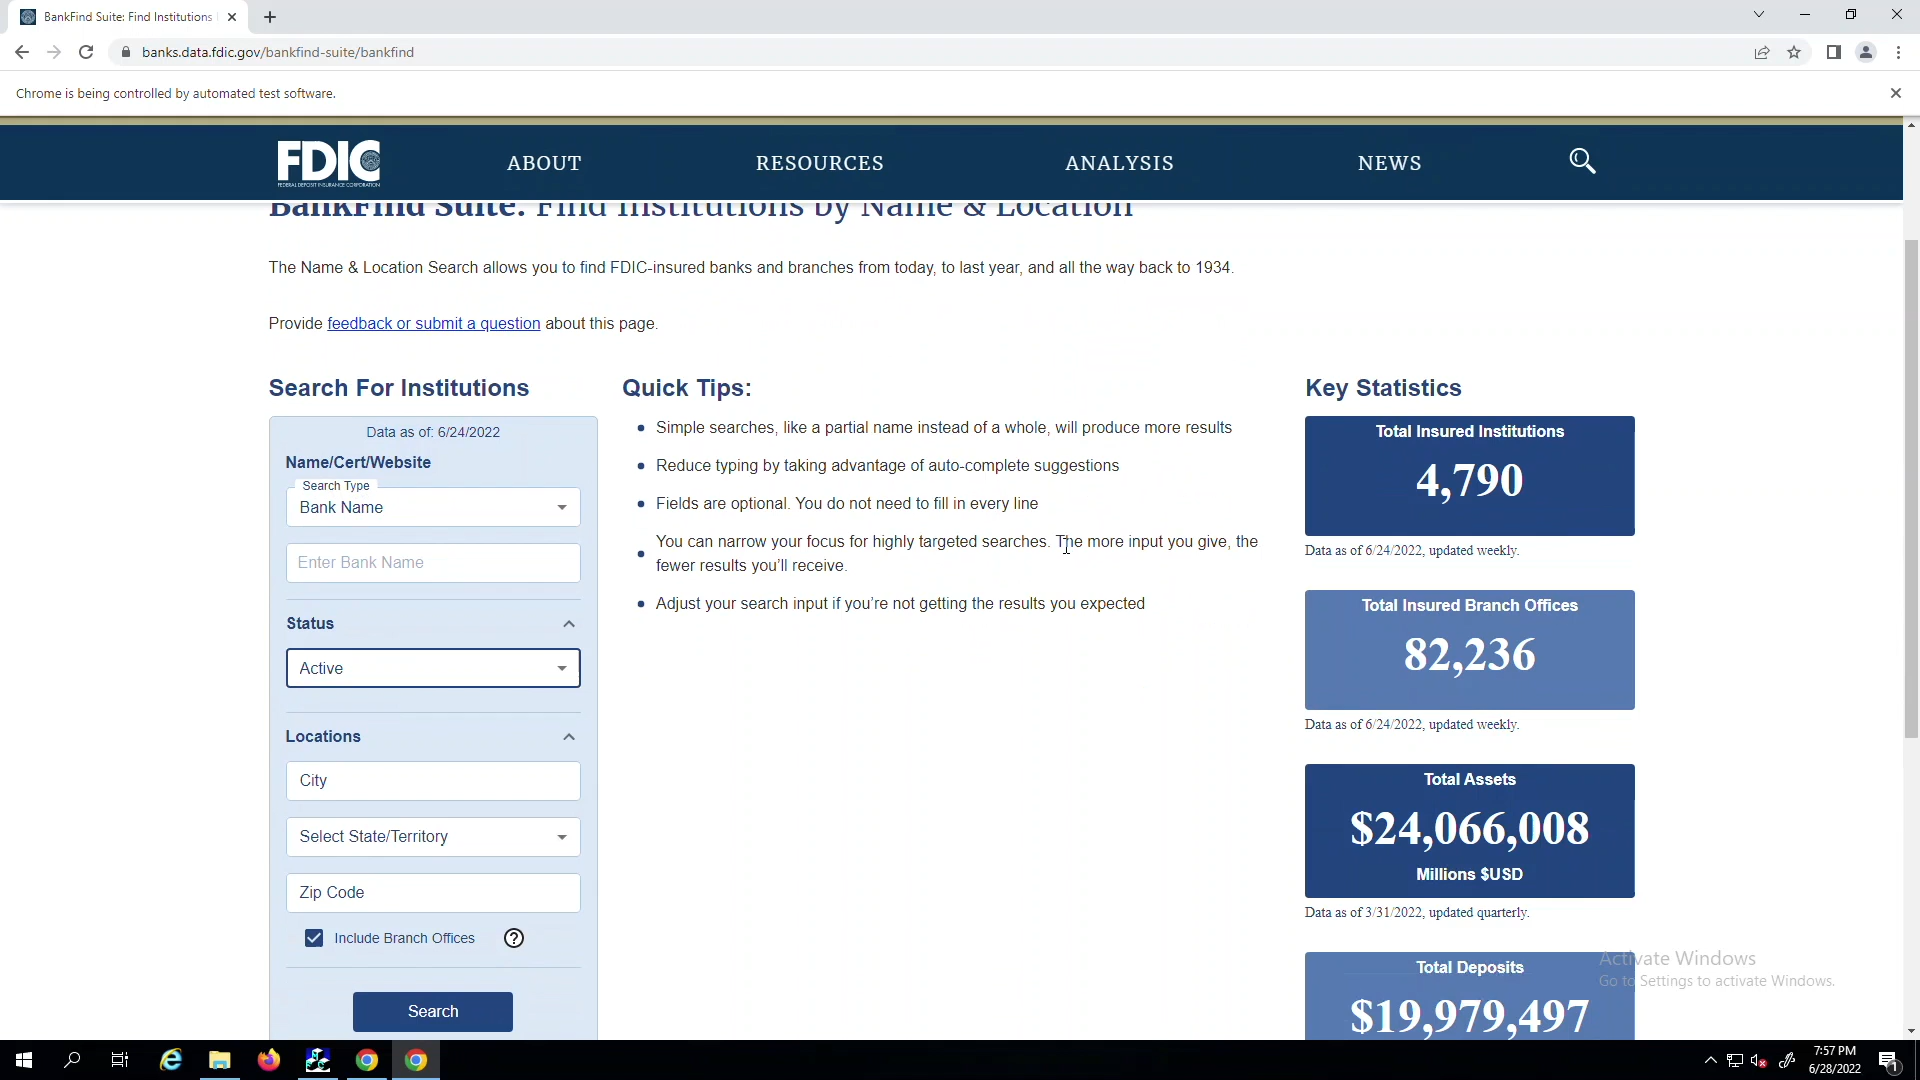 BankFind Suite: Find Institutions
banks.data.fdic.gov/bankfind-suite/bankfind
Chrome is being controlled by automated test software.
FDIC
FEDERAL DEPOSIT INSURANCE CORPORATION
ABOUT
RESOURCES
ANALYSIS
NEWS
BankFind Suite: Find Institutions by Name & Location
The Name & Location Search allows you to find FDIC-insured banks and branches from today, to last year, and all the way back to 1934.
Provide feedback or submit a question about this page.
Search For Institutions
Data as of: 6/24/2022
Name/Cert/Website
Search Type
Bank Name
Enter Bank Name
Status
Active
Locations
City
Select State/Territory
Zip Code
Include Branch Offices
Search
Quick Tips:
Simple searches, like a partial name instead of a whole, will produce more results
Reduce typing by taking advantage of auto-complete suggestions
Fields are optional. You do not need to fill in every line
You can narrow your focus for highly targeted searches. The more input you give, the
fewer results you'll receive.
Adjust your search input if you're not getting the results you expected
Key Statistics
Total Insured Institutions
4,790
Data as of 6/24/2022, updated weekly.
Total Insured Branch Offices
82,236
Data as of 6/24/2022, updated weekly.
Total Assets
$24,066,008
Millions $USD
Data as of 3/31/2022, updated quarterly.
Total Deposits
$19,979,497
Activate Windows
Go to Settings to activate Windows.
7:57 PM
6/28/2022
1